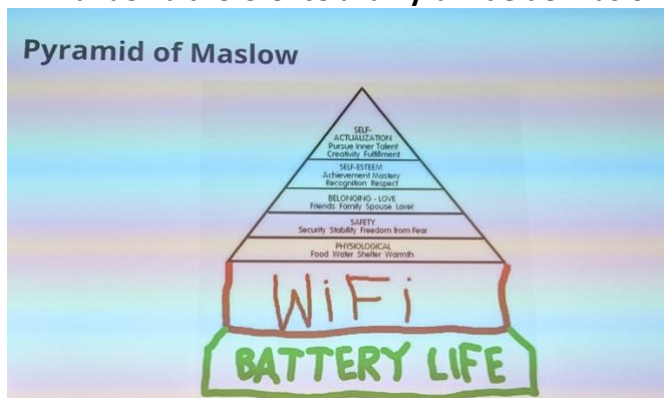 Pyramid of Maslow
SELF-
ACTUALIZATION
Pursue Inner Talent
Creativity Fulfillment
SELF-ESTEEM
Achievement Mastery
Recognition Respect
BELONGING - LOVE
Friends Family Spouse Lover
SAFETY
Security Stability Freedom from Fear
PHYSIOLOGICAL
Food Water Shelter Warmth
WiFi
BATTERY LIFE